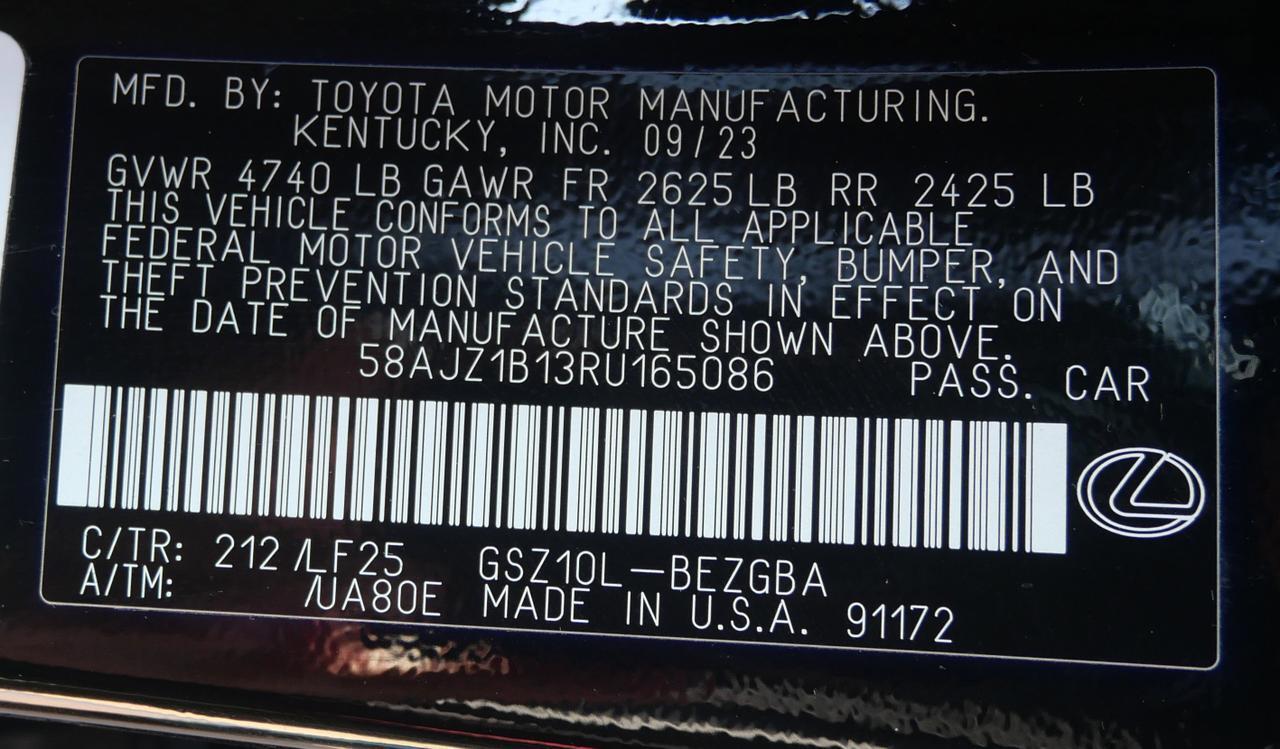 MFD. BY: TOYOTA MOTOR MANUFACTURING.
KENTUCKY, INC. 09/23
GVWR 4740 LB GAWR FR 2625 LB RR 2425 LB
THIS VEHICLE CONFORMS TO ALL APPLICABLE
FEDERAL MOTOR VEHICLE SAFETY, BUMPER, AND
THEFT PREVENTION STANDARDS IN EFFECT ON
THE DATE OF MANUFACTURE SHOWN ABOVE.
58AJZ1B13RU165086 PASS. CAR
C/TR: 212 /LF25 GSZ10L-BEZGBA
A/TM: /UA80E MADE IN U.S.A. 91172